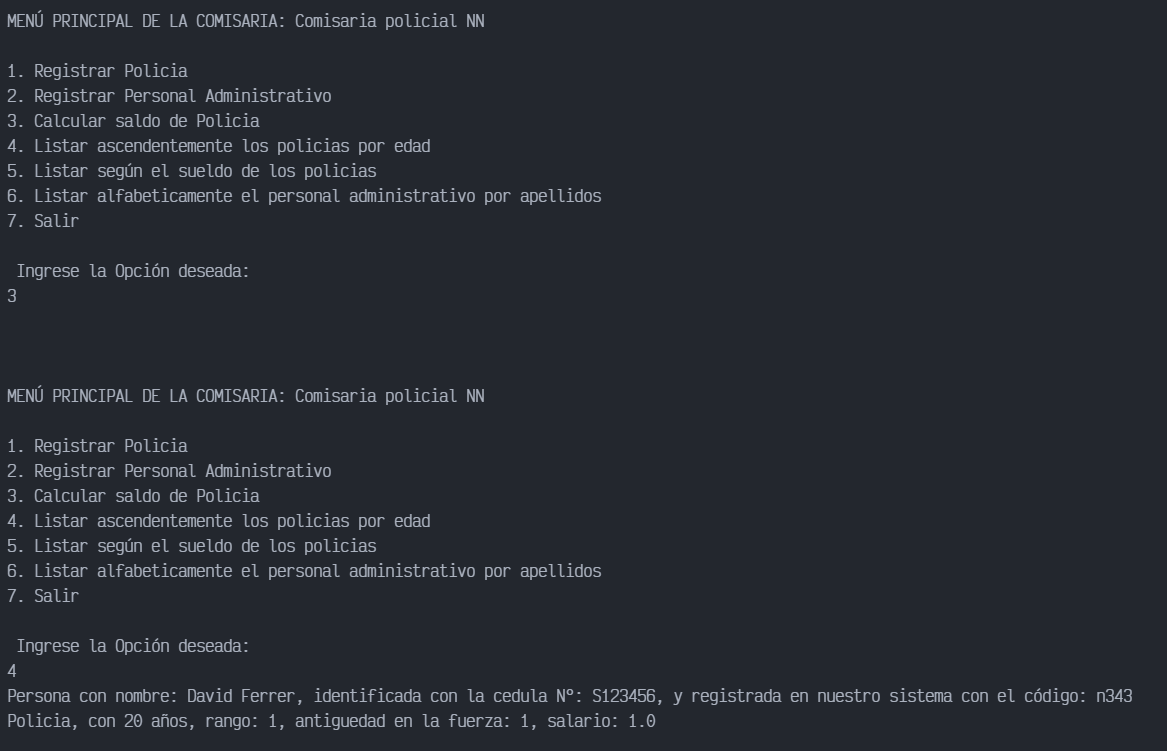 MENÚ PRINCIPAL DE LA COMISARIA: Comisaria policial NN
1. Registrar Policia
2. Registrar Personal Administrativo
3. Calcular saldo de Policia
4. Listar ascendentemente los policias por edad
5. Listar según el sueldo de los policias
6. Listar alfabeticamente el personal administrativo por apellidos
7. Salir
Ingrese la Opción deseada:
3
MENÚ PRINCIPAL DE LA COMISARIA: Comisaria policial NN
1. Registrar Policia
2. Registrar Personal Administrativo
3. Calcular saldo de Policia
4. Listar ascendentemente los policias por edad
5. Listar según el sueldo de los policias
6. Listar alfabeticamente el personal administrativo por apellidos
7. Salir
Ingrese la Opción deseada:
4
Persona con nombre: David Ferrer, identificada con la cedula Nº: S123456, y registrada en nuestro sistema con el código: n343
Policia, con 20 años, rango: 1, antiguedad en la fuerza: 1, salario: 1.0